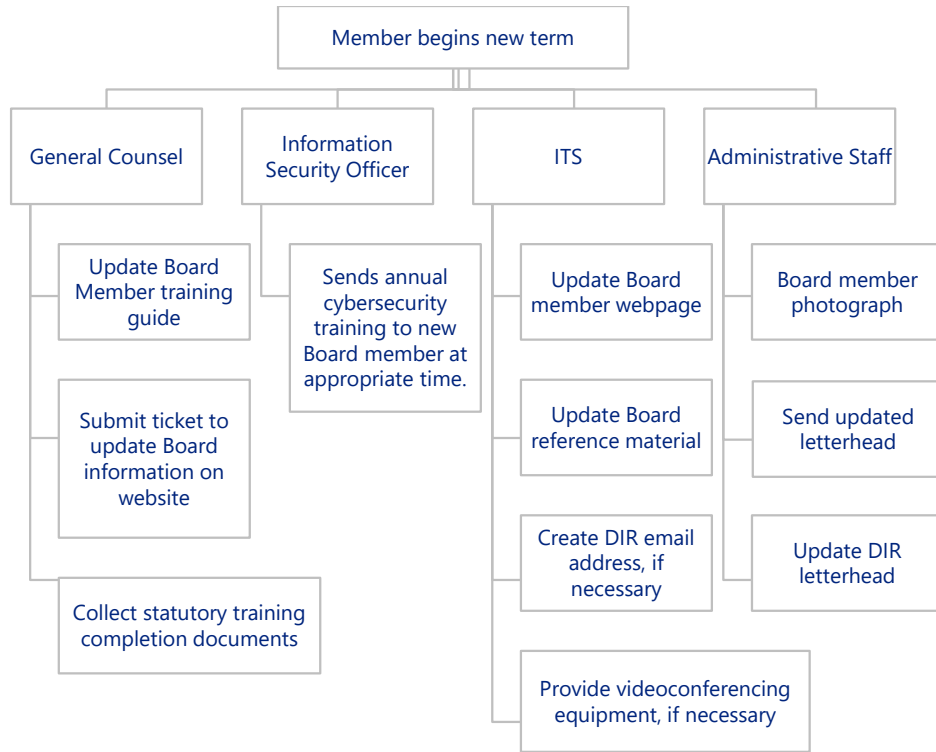 Member begins new term
General Counsel
Information
Security Officer
ITS
Administrative Staff
Update Board
Member training
guide
Submit ticket to
update Board
information on
website
Collect statutory training
completion documents
Sends annual
cybersecurity
training to new
Board member at
appropriate time.
Update Board
member webpage
Update Board
reference material
Create DIR email
address, if
necessary
Provide videoconferencing
equipment, if necessary
Board member
photograph
Send updated
letterhead
Update DIR
letterhead